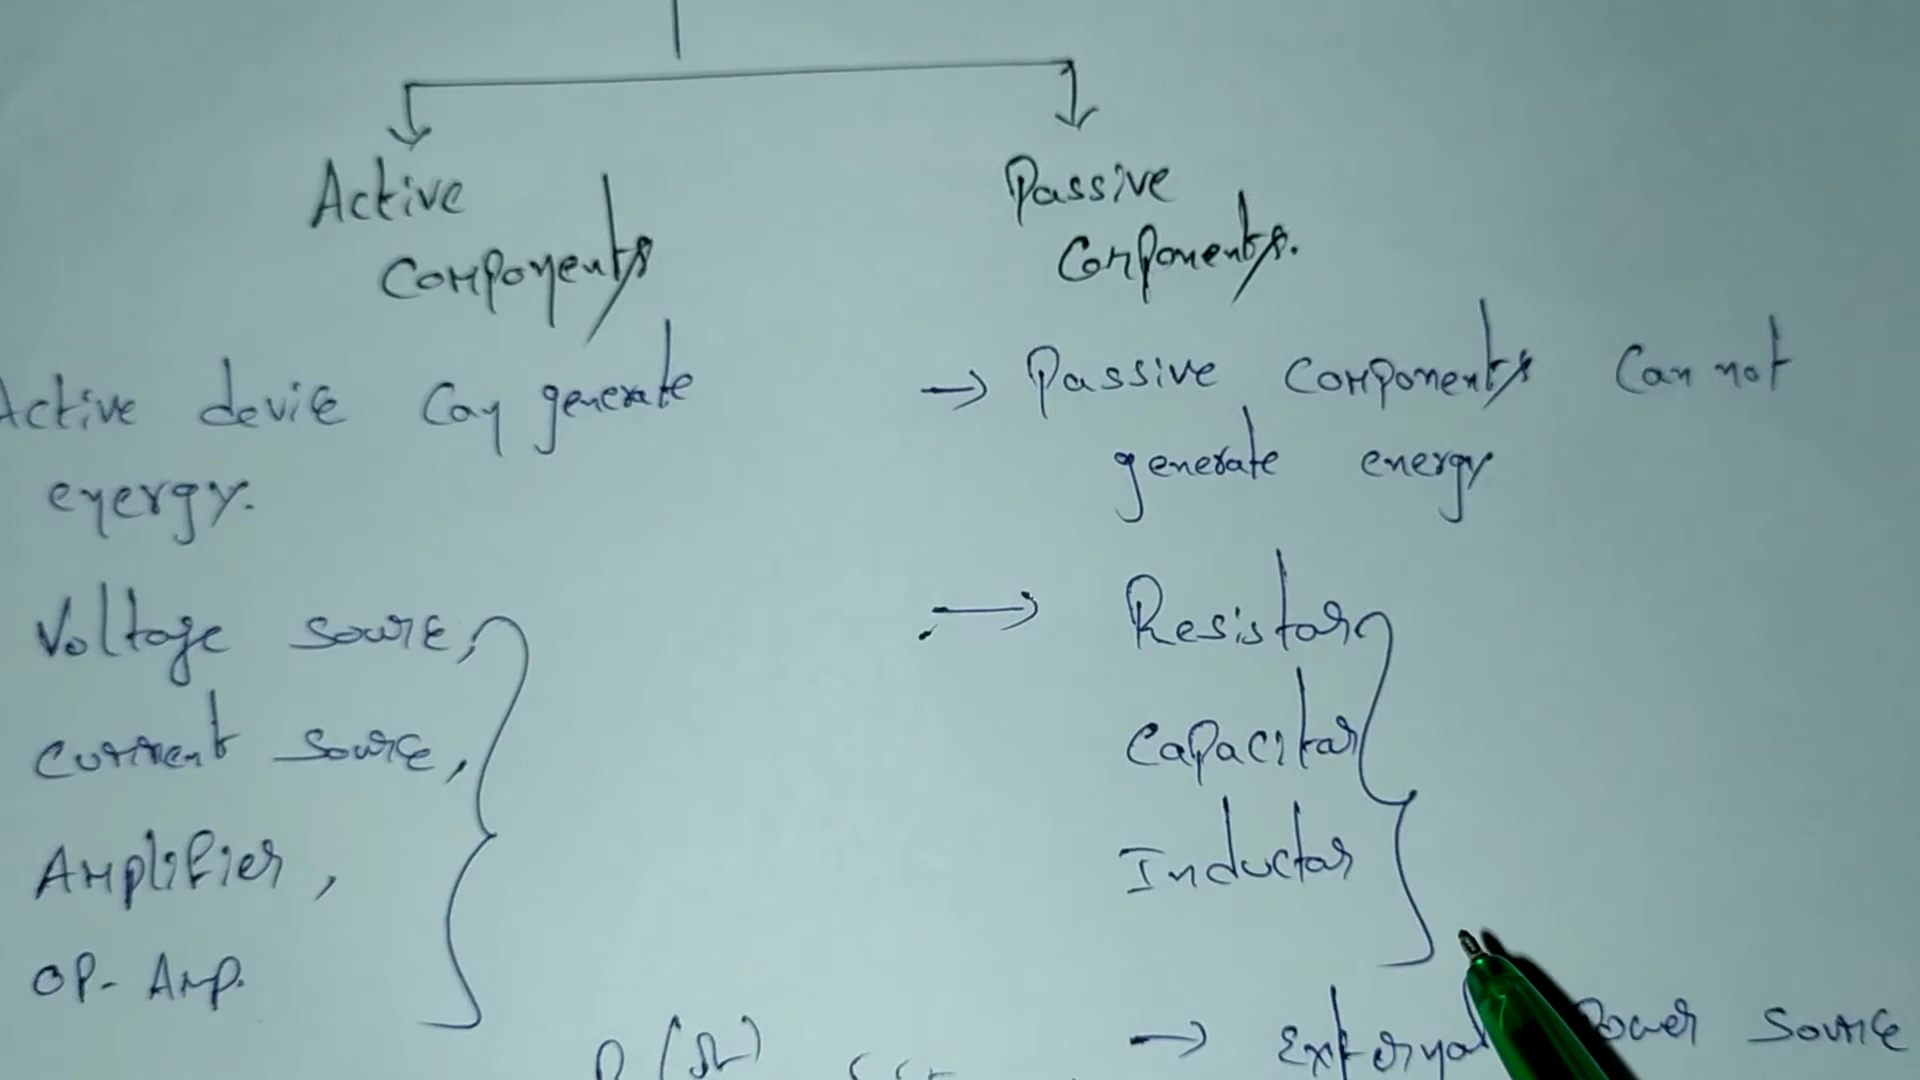 Active
Components
Active device can generate
energy.
Voltage source,
Current source,
Amplifier,
OP-Amp.
R(Ω)
Passive
Components.
→ Passive Components Can not
generate energy
→ Resistor
Capacitor
Inductor
→ External Power source